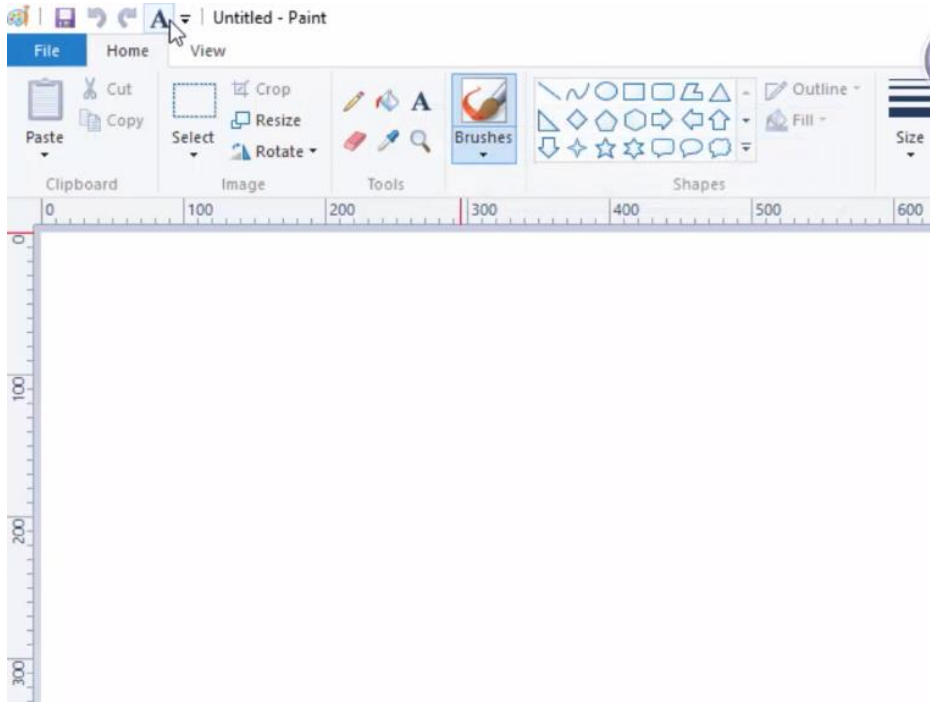 A Untitled - Paint
File Home View
Paste
Cut
Copy
Clipboard
Select
Crop
Resize
Rotate
Image
A
Tools
Brushes
Shapes
Outline
Fill
Size
0 100 200 300 400 500 600
0
100
200
300